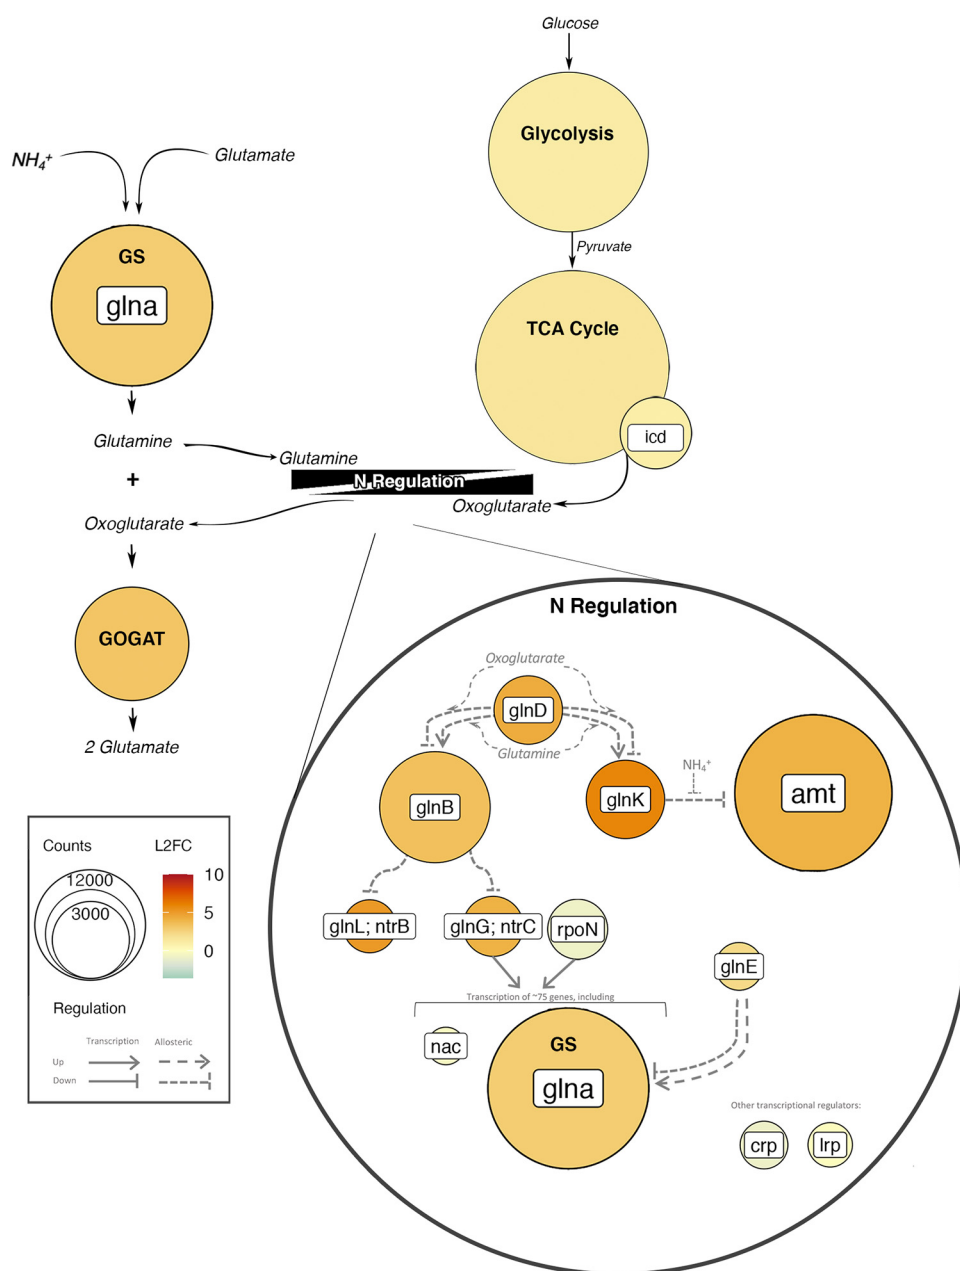 Glucose
Glycolysis
NH₄⁺
Glutamate
GS
glna
Pyruvate
TCA Cycle
icd
Glutamine
Glutamine
+
N Regulation
Oxoglutarate
Oxoglutarate
GOGAT
2 Glutamate
N Regulation
Oxoglutarate
glnD
Glutamine
NH₄⁺
glnB
glnK
amt
glnL; ntrB
glnG; ntrC
rpoN
glnE
Transcription of ~75 genes, including
nac
GS
glna
Other transcriptional regulators:
crp
lrp
Counts
L2FC
12000
3000
10
5
0
Regulation
Transcription
Allosteric
Up
Down